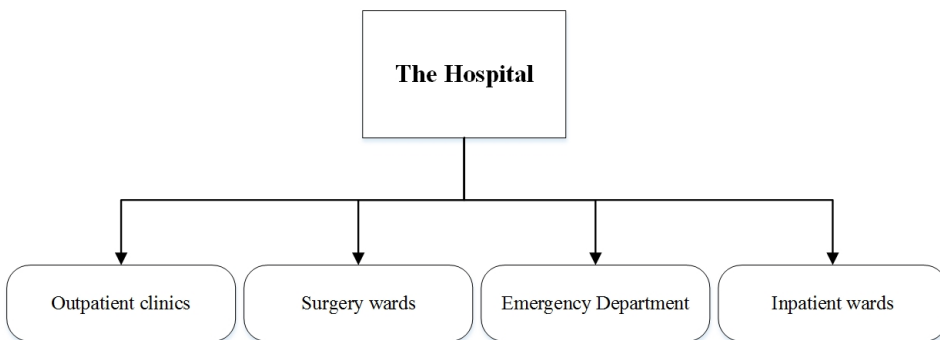 The Hospital
Outpatient clinics
Surgery wards
Emergency Department
Inpatient wards